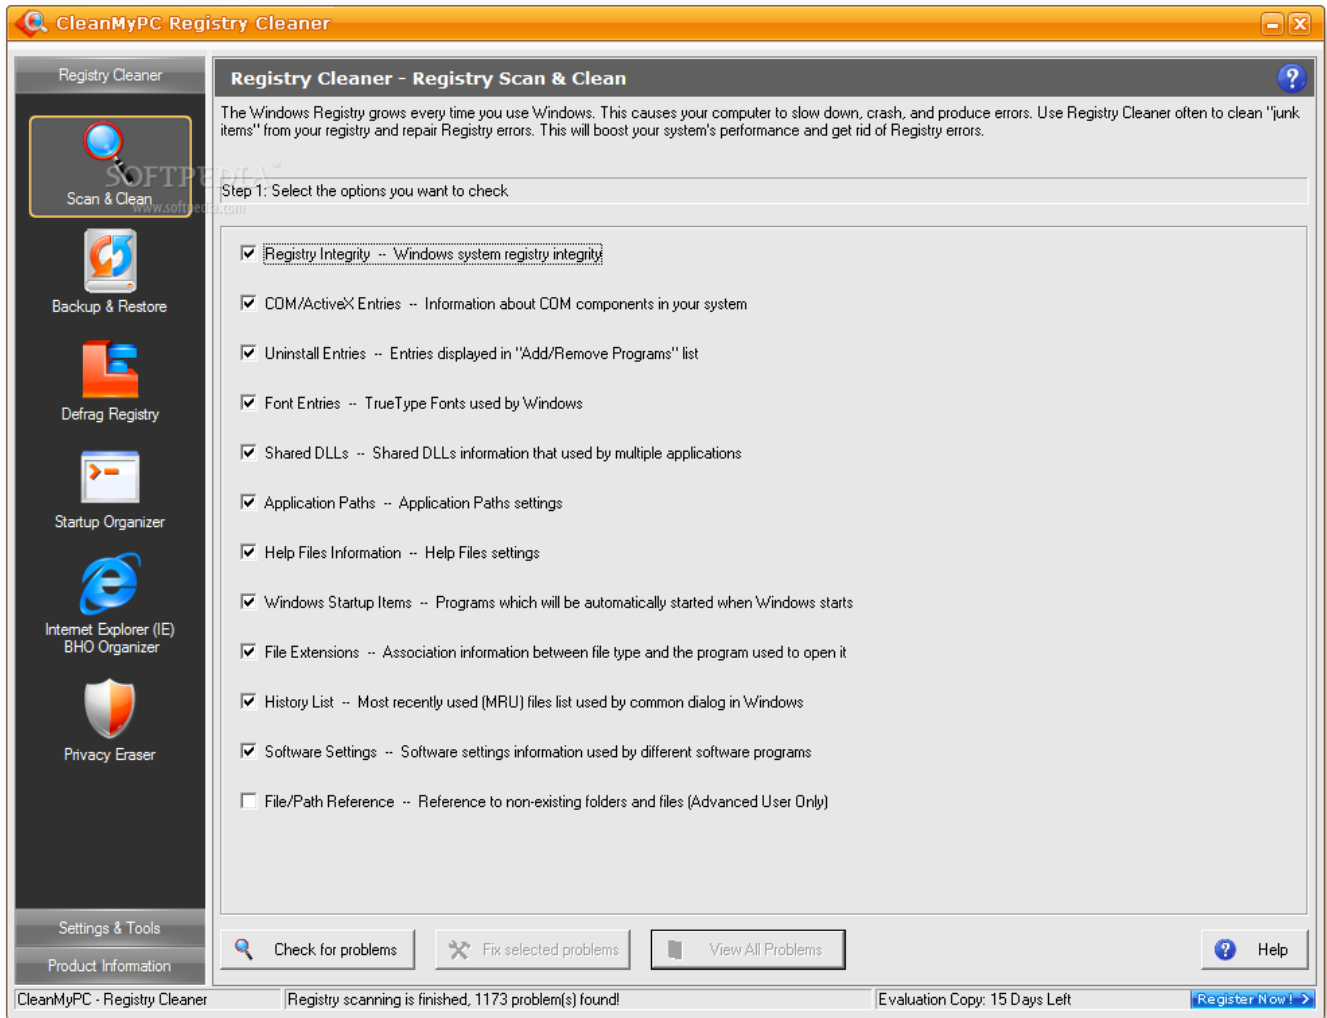 CleanMyPC Registry Cleaner
Registry Cleaner
Registry Cleaner - Registry Scan & Clean
?
The Windows Registry grows every time you use Windows. This causes your computer to slow down, crash, and produce errors. Use Registry Cleaner often to clean "junk
items" from your registry and repair Registry errors. This will boost your system's performance and get rid of Registry errors.
SOFTPEDIA™
www.softpedia.com
Scan & Clean
Step 1: Select the options you want to check
Registry Integrity -- Windows system registry integrity
Backup & Restore
COM/ActiveX Entries -- Information about COM components in your system
Uninstall Entries -- Entries displayed in "Add/Remove Programs" list
Defrag Registry
Font Entries -- TrueType Fonts used by Windows
Shared DLLs -- Shared DLLs information that used by multiple applications
Application Paths -- Application Paths settings
Startup Organizer
Help Files Information -- Help Files settings
Windows Startup Items -- Programs which will be automatically started when Windows starts
Internet Explorer (IE)
BHO Organizer
File Extensions -- Association information between file type and the program used to open it
History List -- Most recently used (MRU) files list used by common dialog in Windows
Privacy Eraser
Software Settings -- Software settings information used by different software programs
File/Path Reference -- Reference to non-existing folders and files (Advanced User Only)
Settings & Tools
Product Information
Check for problems
Fix selected problems
View All Problems
? Help
CleanMyPC - Registry Cleaner
Registry scanning is finished, 1173 problem(s) found!
Evaluation Copy: 15 Days Left
Register Now! >